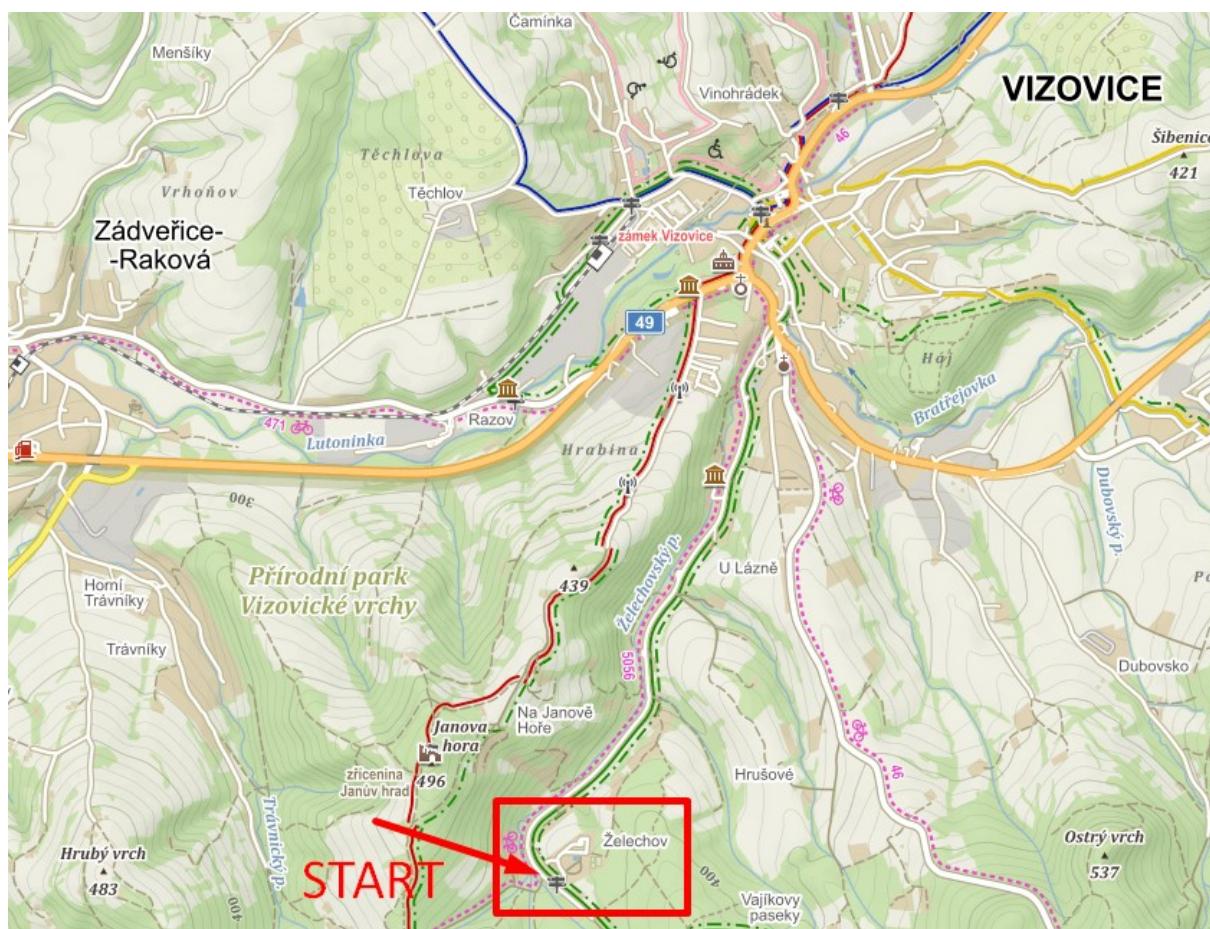 Čamínka
Menšíky
Vinohrádek
VIZOVICE
46
Šibenice
421
Těchlova
Vrhoňov
Těchlov
Zádveřice-
-Raková
zámek Vizovice
49
Háj
Bratřejovka
Razov
471
Lutoninka
Hrabina
300
Dubovský p.
Přírodní park
Vizovické vrchy
439
U Lázně
Želechovský p.
Horní
Trávníky
Trávníky
5056
Dubovsko
Na Janově
Hoře
Janova
hora
496
zřícenina
Janův hrad
Hrušové
46
Trávnický p.
Hrubý vrch
483
400
START
Želechov
400
Ostrý vrch
537
Vajíkovy
paseky